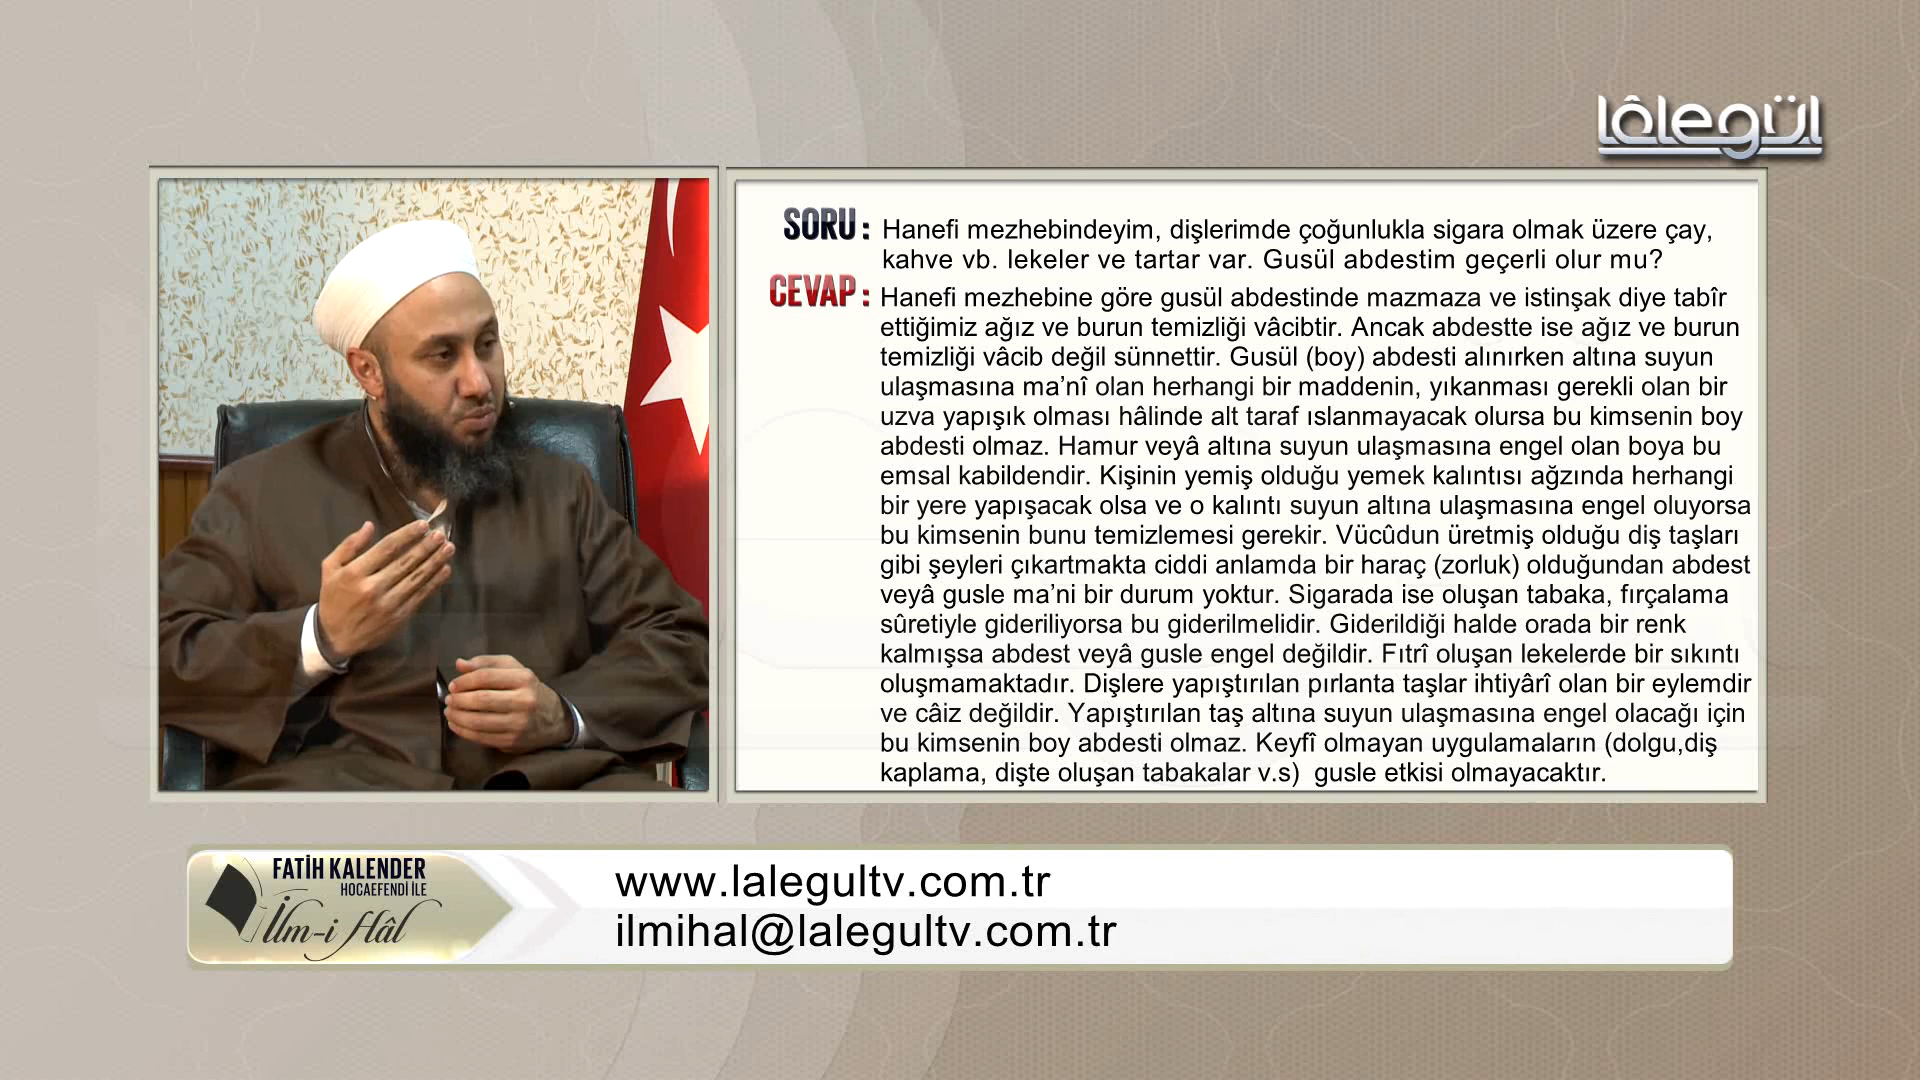 lâlegül
SORU : Hanefi mezhebindeyim, dişlerimde çoğunlukla sigara olmak üzere çay,
kahve vb. lekeler ve tartar var. Gusül abdestim geçerli olur mu?
CEVAP : Hanefi mezhebine göre gusül abdestinde mazmaza ve istinşak diye tabîr
ettiğimiz ağız ve burun temizliği vâcibtir. Ancak abdestte ise ağız ve burun
temizliği vâcib değil sünnettir. Gusül (boy) abdesti alınırken altına suyun
ulaşmasına ma’nî olan herhangi bir maddenin, yıkanması gerekli olan bir
uzva yapışık olması hâlinde alt taraf ıslanmayacak olursa bu kimsenin boy
abdesti olmaz. Hamur veyâ altına suyun ulaşmasına engel olan boya bu
emsal kabildendir. Kişinin yemiş olduğu yemek kalıntısı ağzında herhangi
bir yere yapışacak olsa ve o kalıntı suyun altına ulaşmasına engel oluyorsa
bu kimsenin bunu temizlemesi gerekir. Vücûdun üretmiş olduğu diş taşları
gibi şeyleri çıkartmakta ciddi anlamda bir haraç (zorluk) olduğundan abdest
veyâ gusle ma’ni bir durum yoktur. Sigarada ise oluşan tabaka, fırçalama
sûretiyle gideriliyorsa bu giderilmelidir. Giderildiği halde orada bir renk
kalmışsa abdest veyâ gusle engel değildir. Fıtrî oluşan lekelerde bir sıkıntı
oluşmamaktadır. Dişlere yapıştırılan pırlanta taşlar ihtiyârî olan bir eylemdir
ve câiz değildir. Yapıştırılan taş altına suyun ulaşmasına engel olacağı için
bu kimsenin boy abdesti olmaz. Keyfî olmayan uygulamaların (dolgu,diş
kaplama, dişte oluşan tabakalar v.s)  gusle etkisi olmayacaktır.
FATİH KALENDER
HOCAEFENDİ İLE
İlm-i Hâl
www.lalegultv.com.tr
ilmihal@lalegultv.com.tr